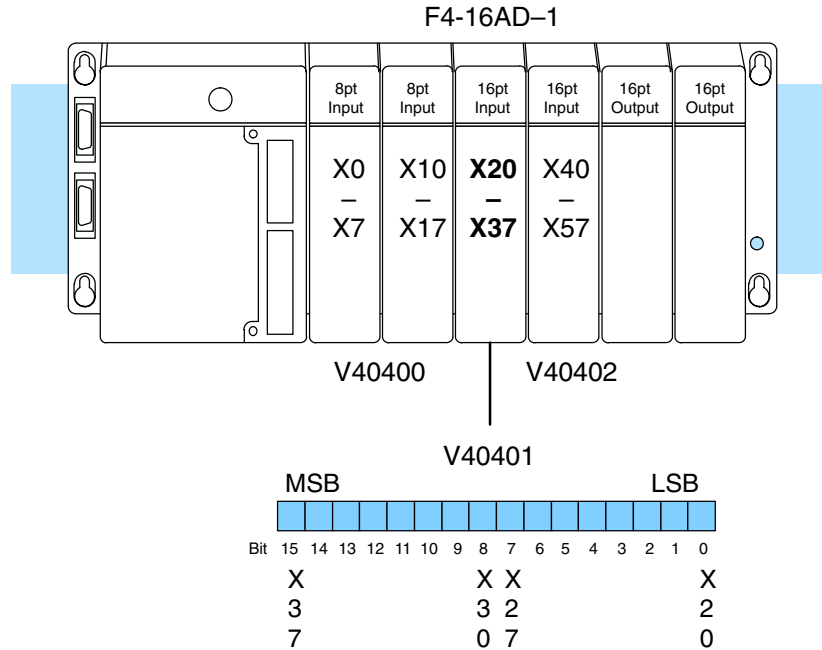 F4-16AD–1
8pt Input
8pt Input
16pt Input
16pt Input
16pt Output
16pt Output
X0 – X7
X10 – X17
X20 – X37
X40 – X57
V40400
V40402
V40401
MSB
LSB
Bit 15 14 13 12 11 10 9 8 7 6 5 4 3 2 1 0
X X X X
3 3 2 2
7 0 7 0